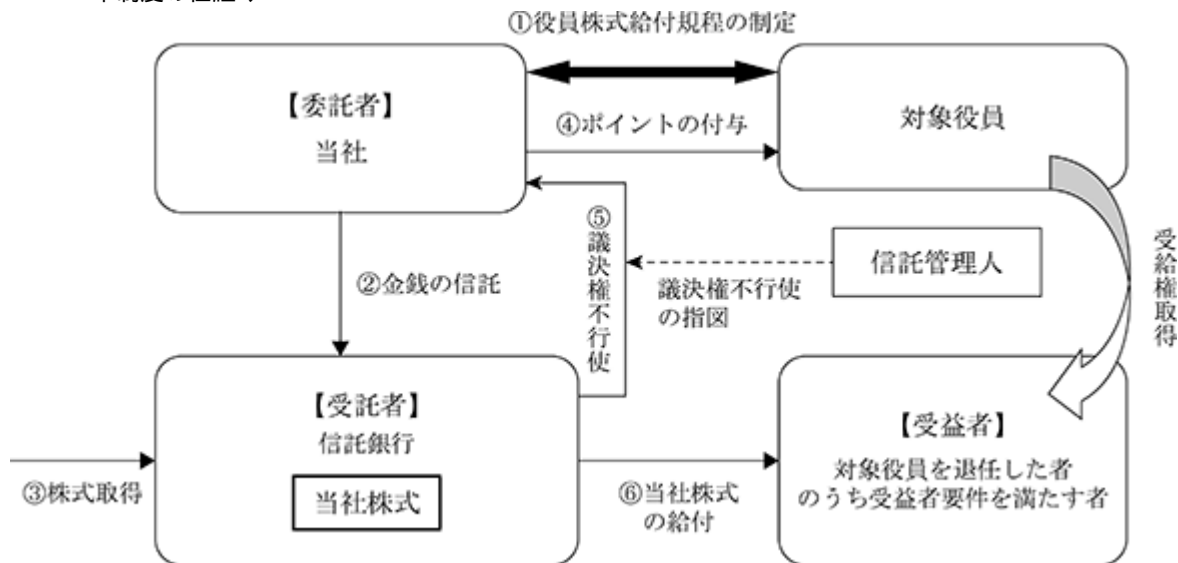 ①役員株式給付規程の制定
【委託者】
当社
対象役員
④ポイントの付与
②金銭の信託
⑤議決権不行使
議決権不行使
の指図
信託管理人
受給権取得
【受託者】
信託銀行
当社株式
③株式取得
⑥当社株式
の給付
【受益者】
対象役員を退任した者
のうち受益者要件を満たす者